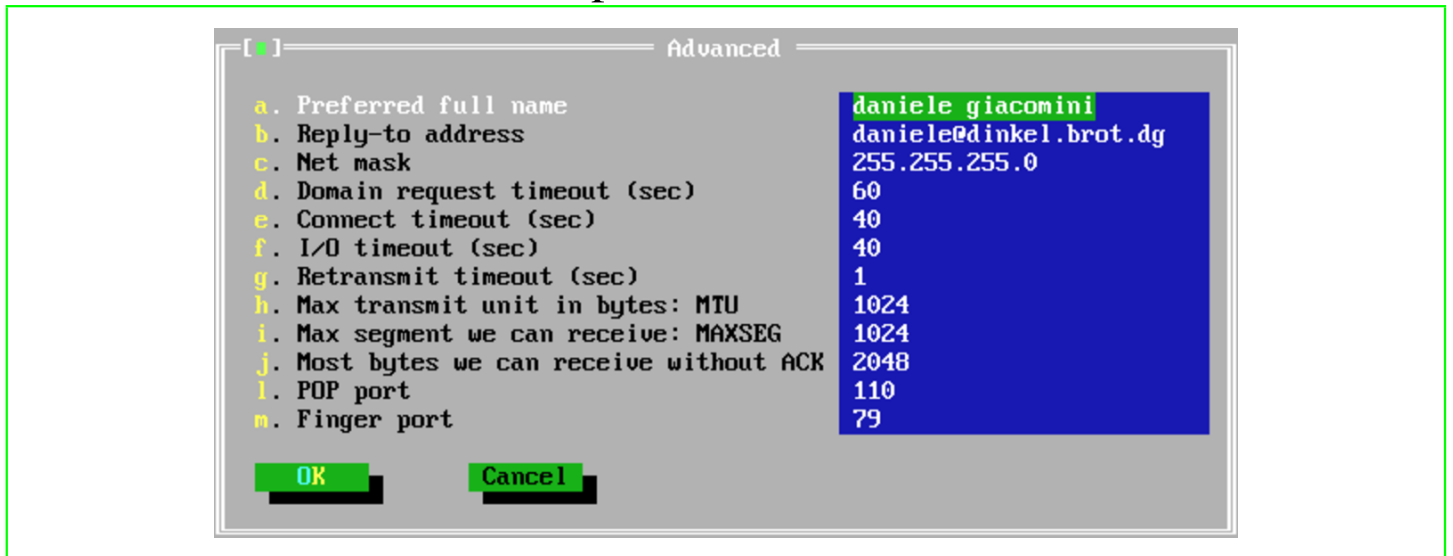 [■] Advanced
a. Preferred full name daniele giacomini
b. Reply-to address daniele@dinkel.brot.dg
c. Net mask 255.255.255.0
d. Domain request timeout (sec) 60
e. Connect timeout (sec) 40
f. I/O timeout (sec) 40
g. Retransmit timeout (sec) 1
h. Max transmit unit in bytes: MTU 1024
i. Max segment we can receive: MAXSEG 1024
j. Most bytes we can receive without ACK 2048
l. POP port 110
m. Finger port 79
OK Cancel